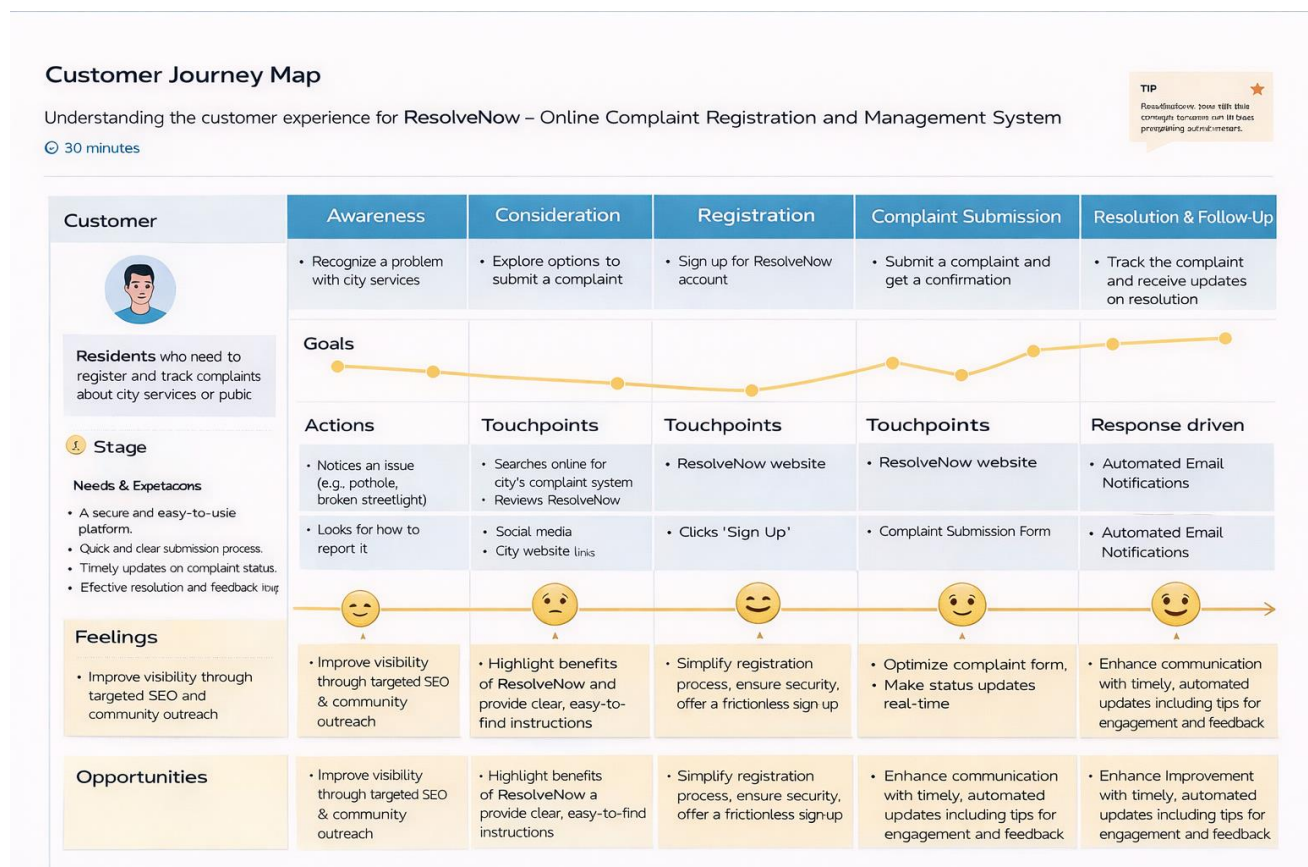 Customer Journey Map
Understanding the customer experience for ResolveNow – Online Complaint Registration and Management System
30 minutes
TIP
Customer
Awareness
Consideration
Registration
Complaint Submission
Resolution & Follow-Up
• Recognize a problem
with city services
• Explore options to
submit a complaint
• Sign up for ResolveNow
account
• Submit a complaint and
get a confirmation
• Track the complaint
and receive updates
on resolution
Residents who need to
register and track complaints
about city services or pubic
Goals
Stage
Needs & Expetacons
• A secure and easy-to-usie
platform.
• Quick and clear submission process.
• Timely updates on complaint status.
• Effective resolution and feedback
Actions
Touchpoints
Touchpoints
Touchpoints
Response driven
• Notices an issue
(e.g., pothole,
broken streetlight)
• Searches online for
city's complaint system
• Reviews ResolveNow
• ResolveNow website
• ResolveNow website
• Automated Email
Notifications
• Looks for how to
report it
• Social media
• City website links
• Clicks 'Sign Up'
• Complaint Submission Form
• Automated Email
Notifications
Feelings
• Improve visibility through
targeted SEO and
community outreach
• Improve visibility
through targeted SEO
& community
outreach
• Highlight benefits
of ResolveNow and
provide clear, easy-to-
find instructions
• Simplify registration
process, ensure security,
offer a frictionless sign up
• Optimize complaint form,
• Make status updates
real-time
• Enhance communication
with timely, automated
updates including tips for
engagement and feedback
Opportunities
• Improve visibility
through targeted SEO
& community
outreach
• Highlight benefits
of ResolveNow a
provide clear, easy-to-find
instructions
• Simplify registration
process, ensure security,
offer a frictionless sign-up
• Enhance communication
with timely, automated
updates including tips for
engagement and feedback
• Enhance Improvement
with timely, automated
updates including tips for
engagement and feedback